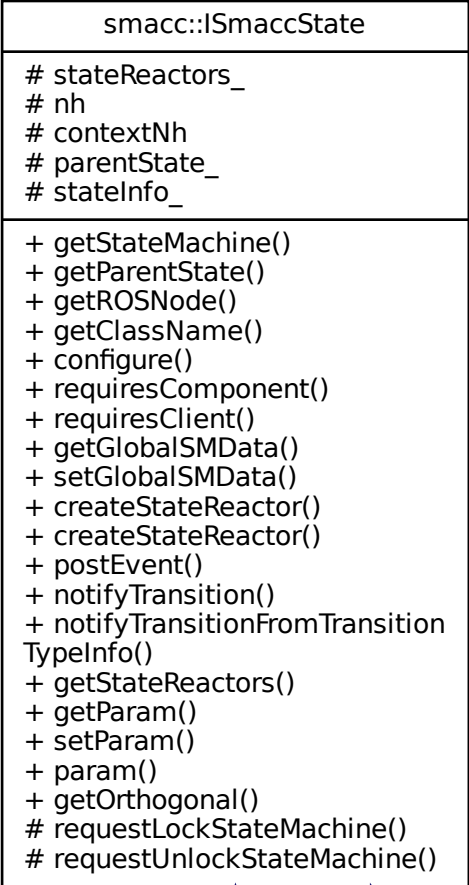 smacc::ISmaccState
# stateReactors_
# nh
# contextNh
# parentState_
# stateInfo_
+ getStateMachine()
+ getParentState()
+ getROSNode()
+ getClassName()
+ configure()
+ requiresComponent()
+ requiresClient()
+ getGlobalSMData()
+ setGlobalSMData()
+ createStateReactor()
+ createStateReactor()
+ postEvent()
+ notifyTransition()
+ notifyTransitionFromTransition
TypeInfo()
+ getStateReactors()
+ getParam()
+ setParam()
+ param()
+ getOrthogonal()
# requestLockStateMachine()
# requestUnlockStateMachine()